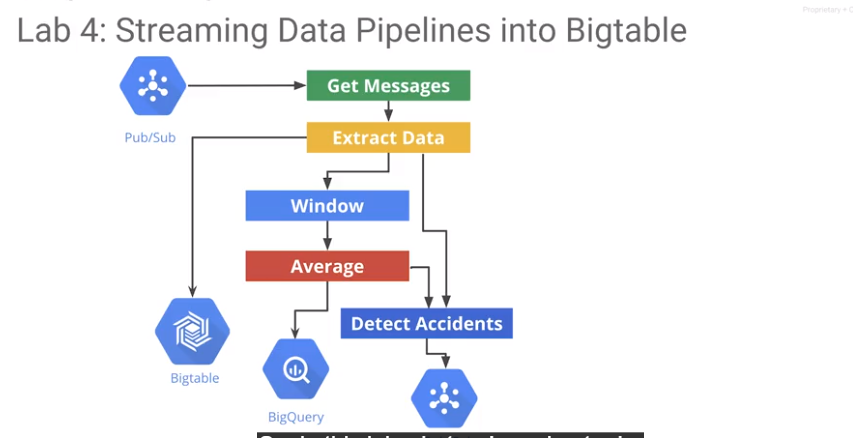 Proprietary + C
Lab 4: Streaming Data Pipelines into Bigtable
Get Messages
Pub/Sub
Extract Data
Window
Average
Detect Accidents
Bigtable
BigQuery